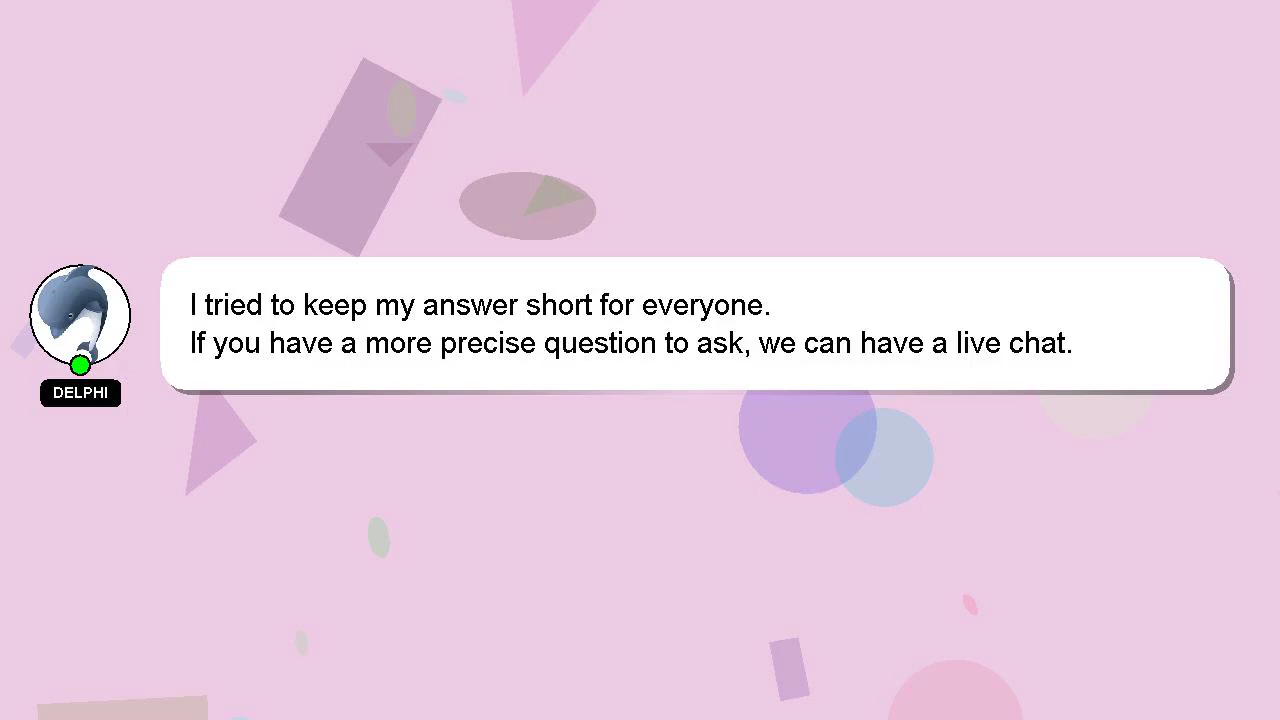 I tried to keep my answer short for everyone.
If you have a more precise question to ask, we can have a live chat.
DELPHI